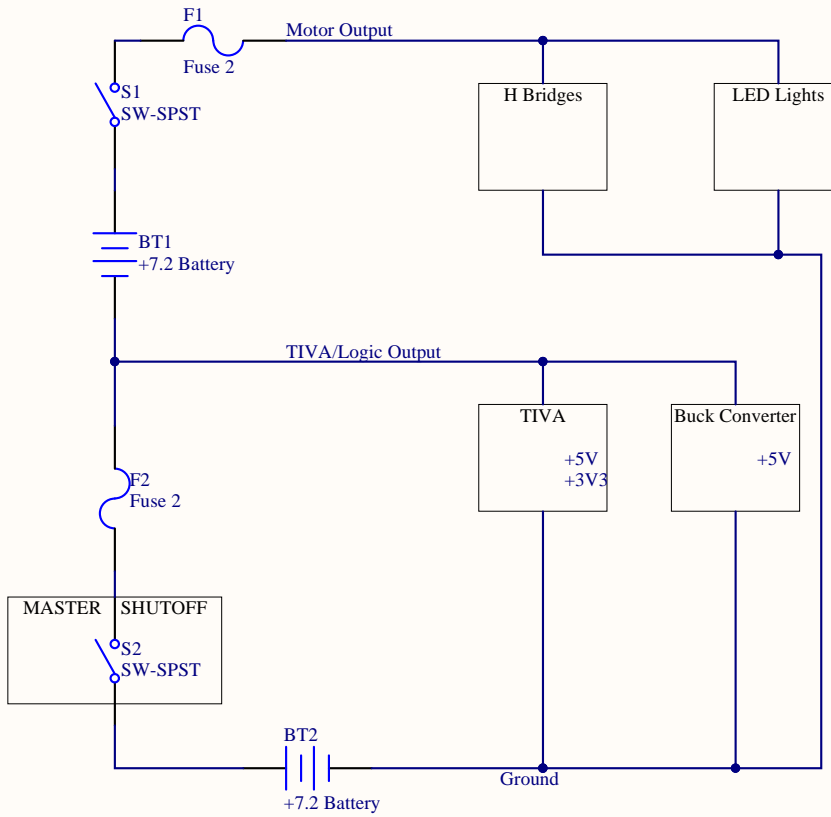 F1
Motor Output
Fuse 2
S1
SW-SPST
H Bridges
LED Lights
BT1
+7.2 Battery
TIVA/Logic Output
TIVA
+5V
+3V3
Buck Converter
+5V
F2
Fuse 2
MASTER SHUTOFF
S2
SW-SPST
BT2
+7.2 Battery
Ground